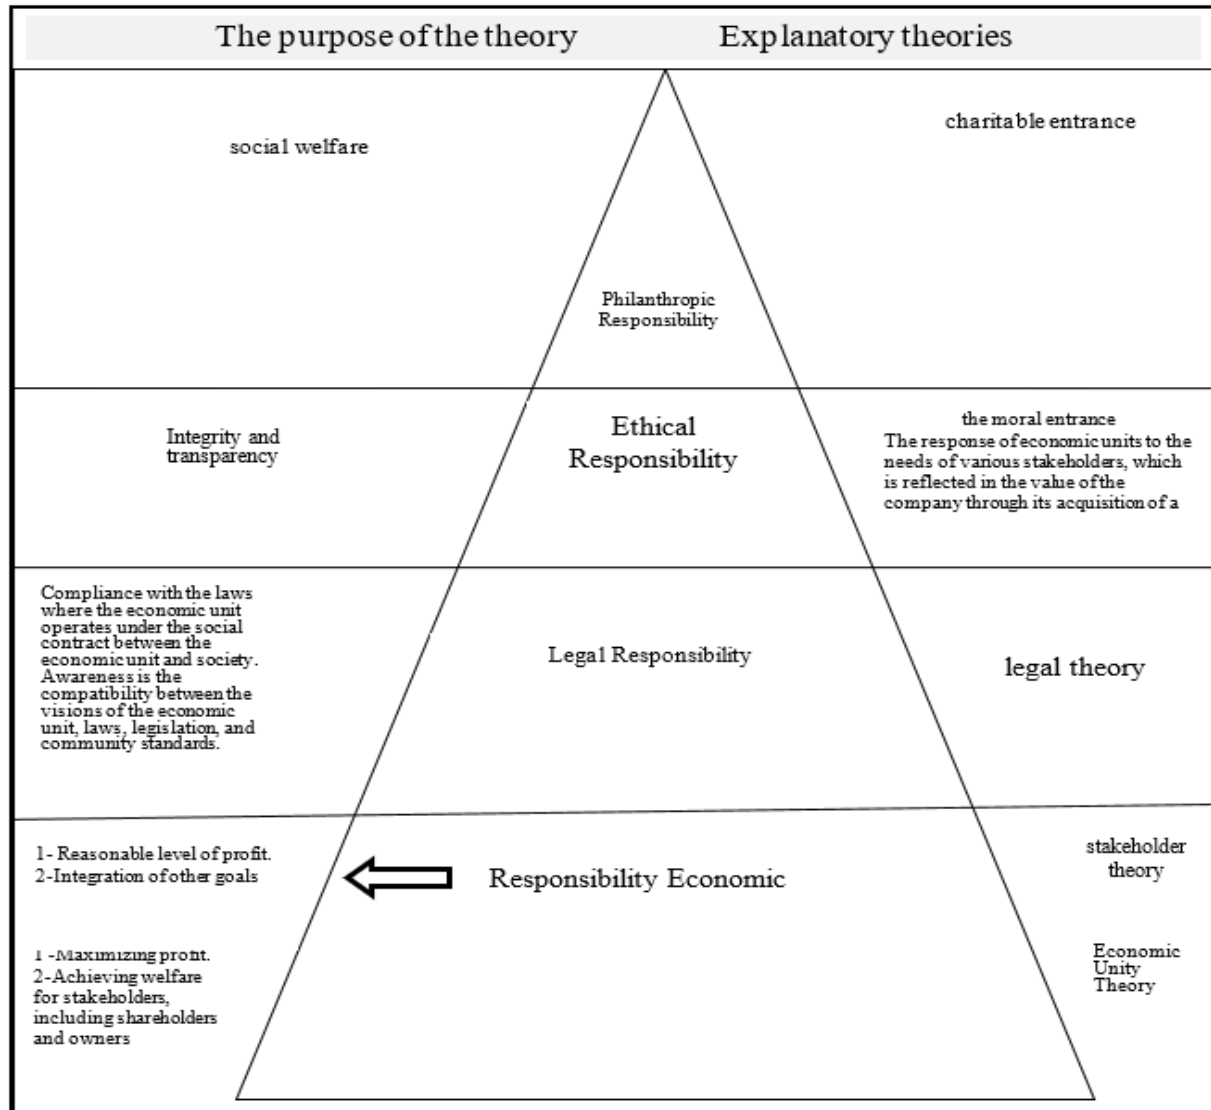 The purpose of the theory
Explanatory theories
social welfare
charitable entrance
Philanthropic
Responsibility
Integrity and
transparency
Ethical
Responsibility
the moral entrance
The response of economic units to the
needs of various stakeholders, which
is reflected in the value of the
company through its acquisition of a
Compliance with the laws
where the economic unit
operates under the social
contract between the
economic unit and society.
Awareness is the
compatibility between the
visions of the economic
unit, laws, legislation, and
community standards.
Legal Responsibility
legal theory
1- Reasonable level of profit.
2-Integration of other goals
Responsibility Economic
stakeholder
theory
1 -Maximizing profit.
2-Achieving welfare
for stakeholders,
including shareholders
and owners
Economic
Unity
Theory